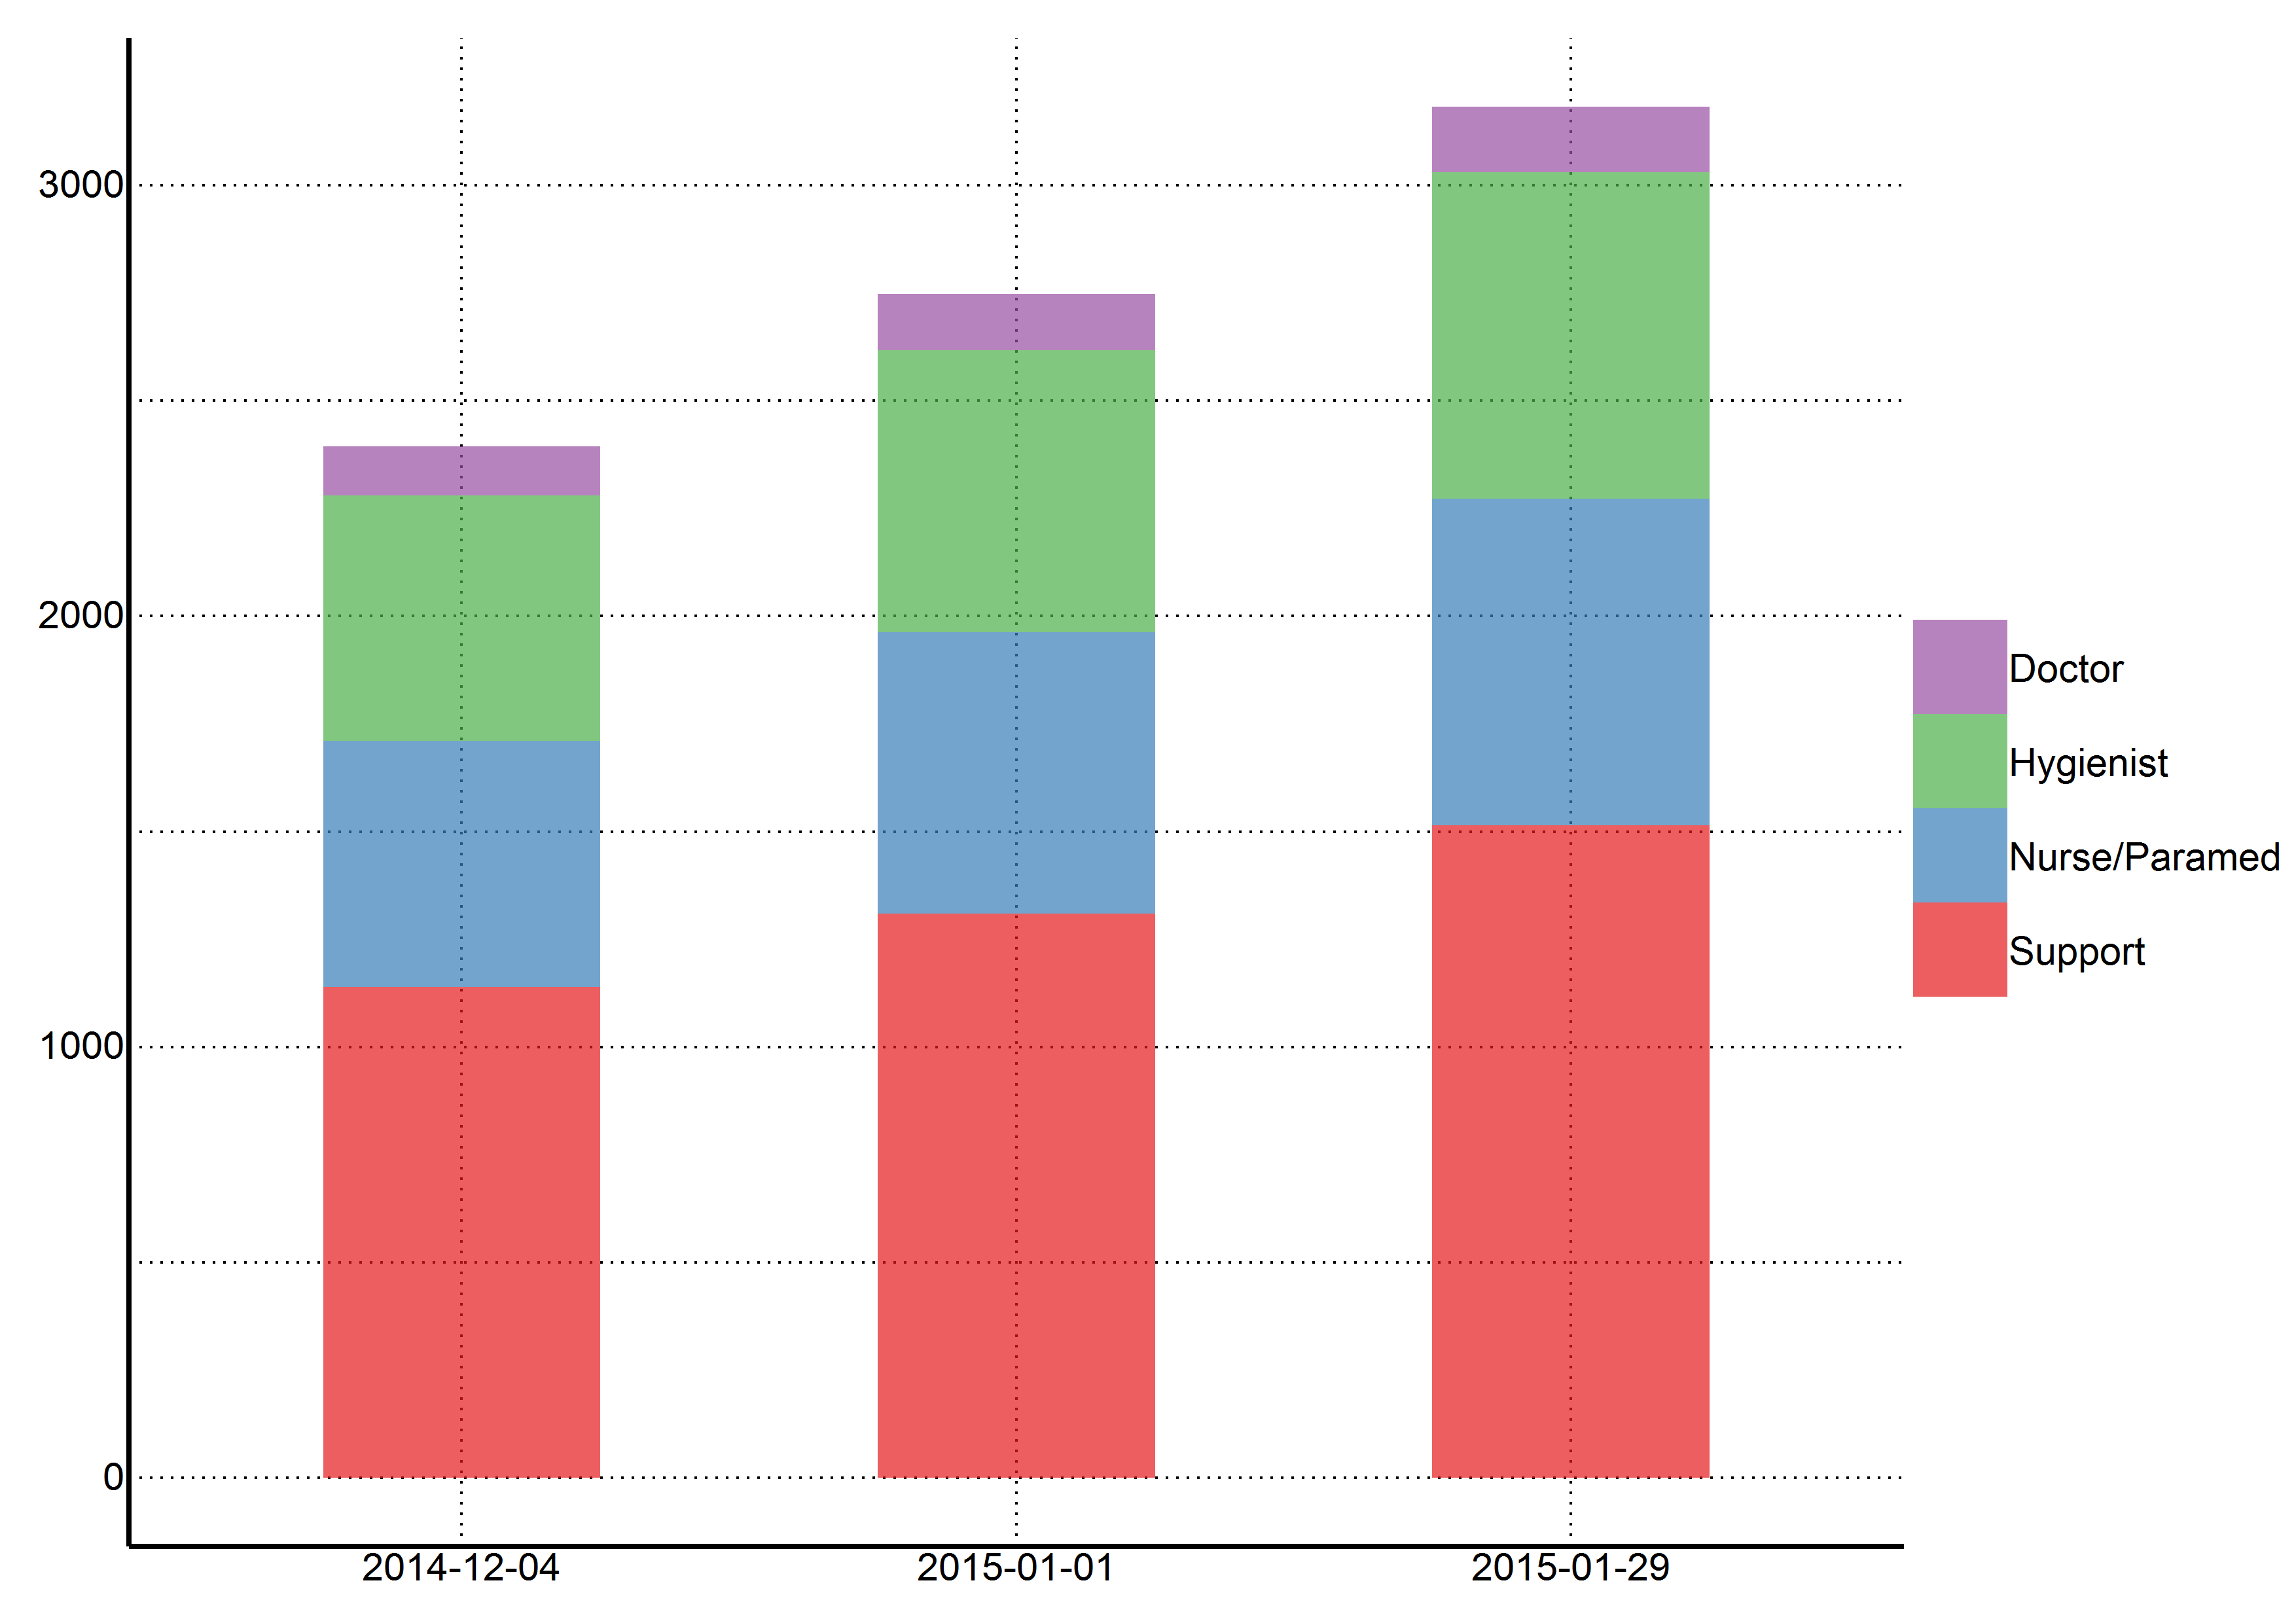 3000
2000
1000
0
2014-12-04
2015-01-01
2015-01-29
Doctor
Hygienist
Nurse/Paramed
Support